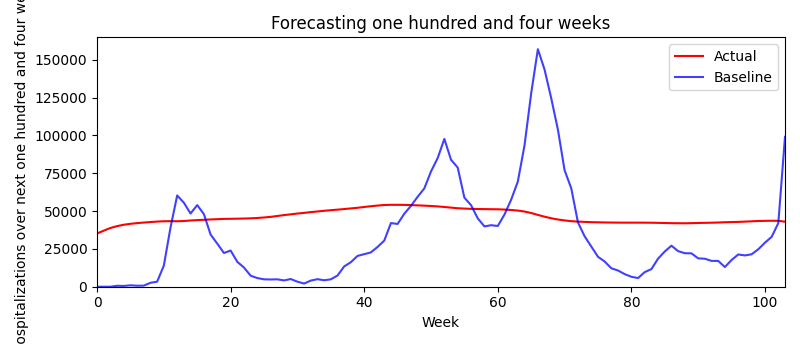 Forecasting one hundred and four weeks
ospitalizations over next one hundred and four we
150000
125000
100000
75000
50000
25000
0
Actual
Baseline
0 20 40 60 80 100
Week